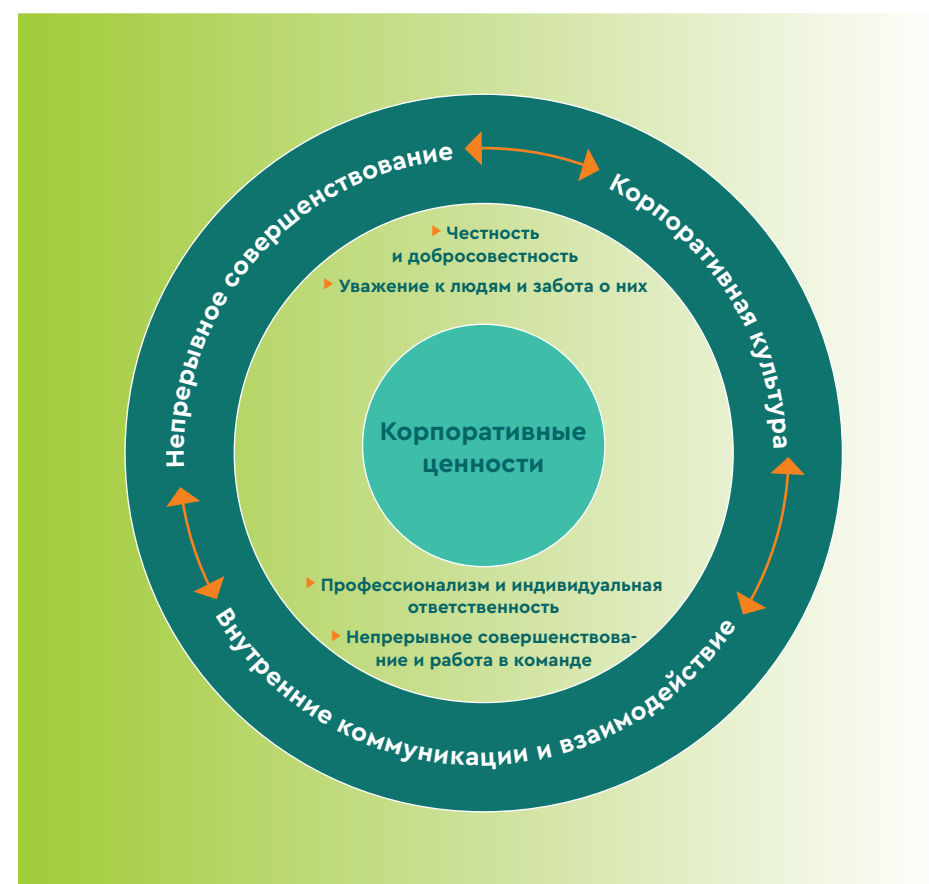 Непрерывное совершенствование
Корпоративная культура
▶ Честность
и добросовестность
▶ Уважение к людям и забота о них
Корпоративные
ценности
▶ Профессионализм и индивидуальная
ответственность
▶ Непрерывное совершенствова-
ние и работа в команде
Внутренние коммуникации и взаимодействие